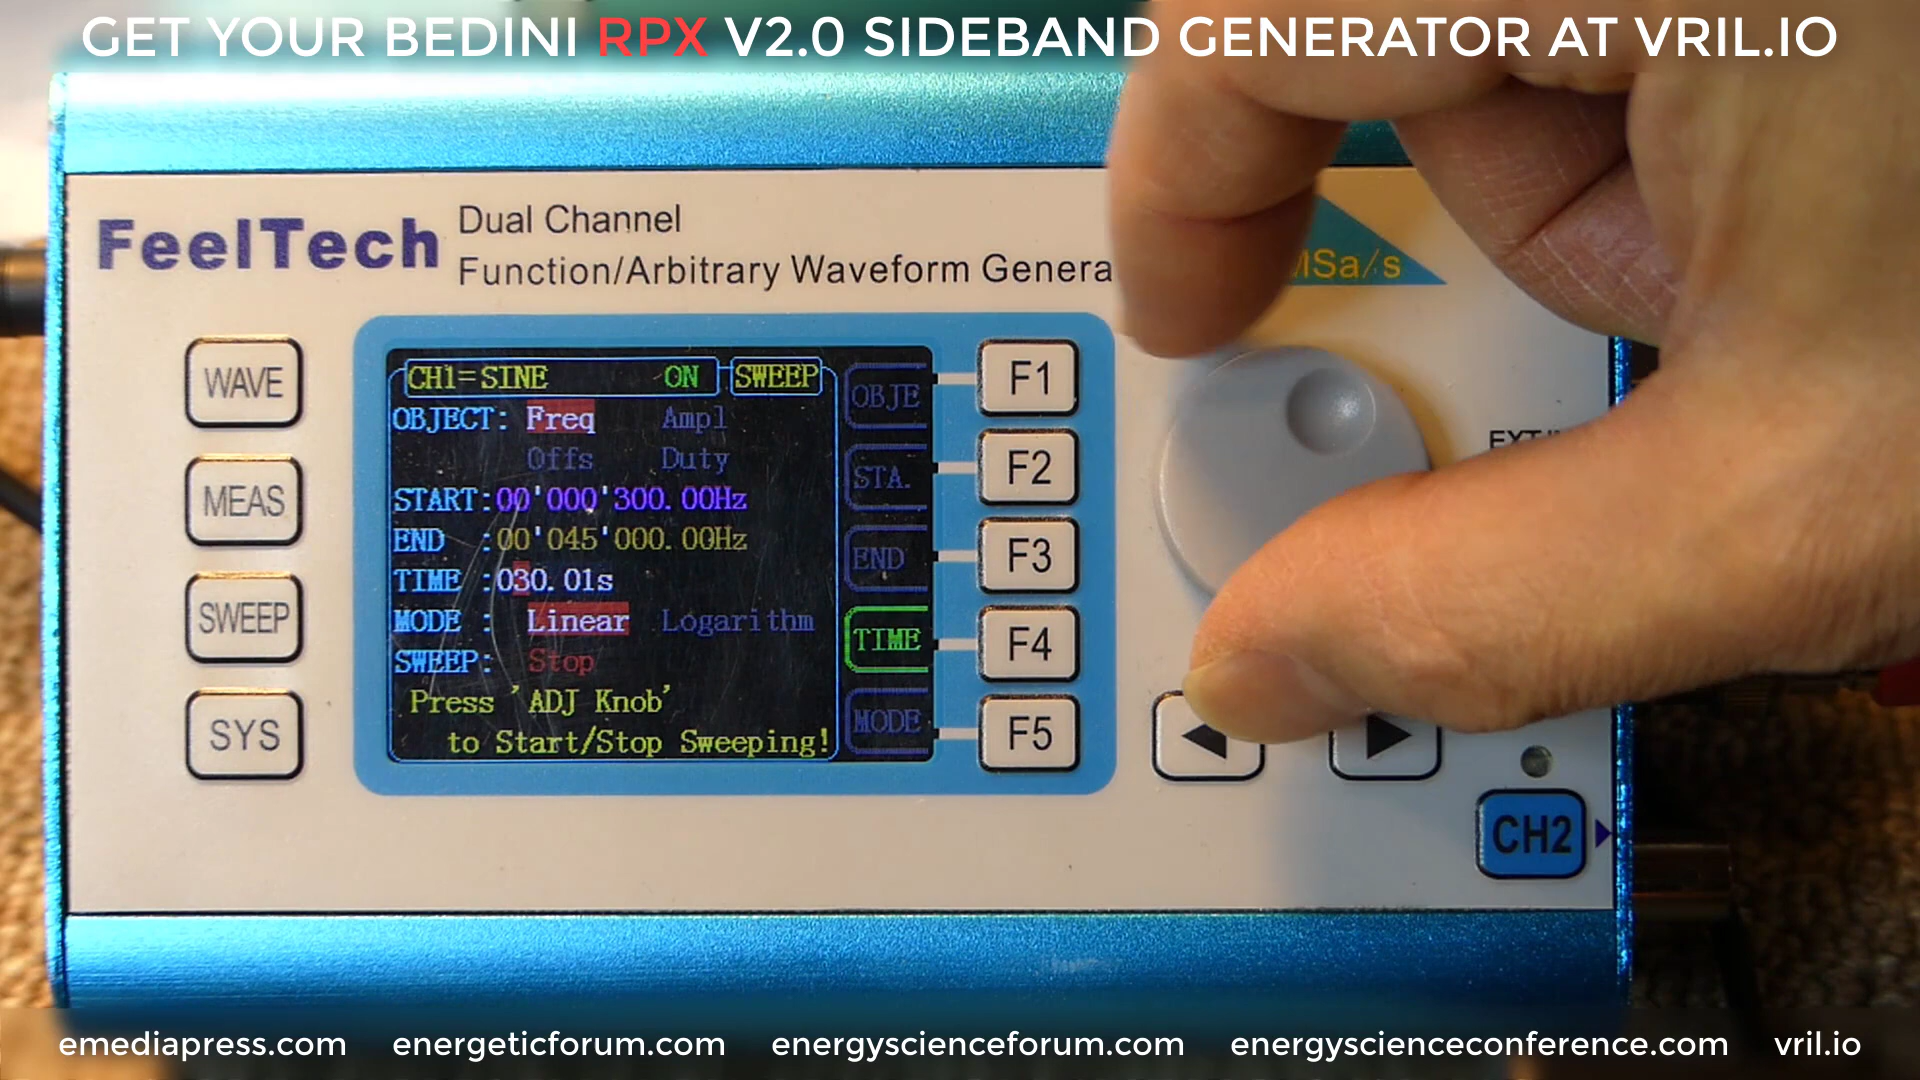 GET YOUR BEDINI RPX V2.0 SIDEBAND GENERATOR AT VRIL.IO
FeelTech
Dual Channel
Function/Arbitrary Waveform Genera
MSa/s
WAVE
MEAS
SWEEP
SYS
CH1=SINE ON SWEEP
OBJECT: Freq Ampl
Offs Duty
START:00'000'300.00Hz
END :00'045'000.00Hz
TIME :030.01s
MODE : Linear Logarithm
SWEEP: Stop
Press 'ADJ Knob'
to Start/Stop Sweeping!
OBJE
STA.
END
TIME
MODE
F1
F2
F3
F4
F5
CH2
emediapress.com energeticforum.com energyscienceforum.com energyscienceconference.com vril.io